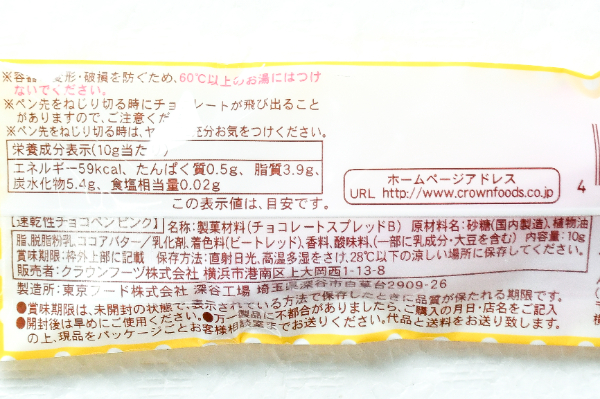 ※容器 変形・破損を防ぐため、60℃以上のお湯にはつけ
ないでください。
※ペン先をねじり切る時にチョコレートが飛び出ること
がありますので、ご注意くだ
※ペン先をねじり切る時は、や 充分お気をつけください。
栄養成分表示(10g当た
エネルギー59kcal、たんぱく質0.5g、脂質3.9g、
炭水化物5.4g、食塩相当量0.02g
この表示値は、目安です。
ホームページアドレス
URL http://www.crownfoods.co.jp
4
【速乾性チョコペンピンク】名称:製菓材料(チョコレートスプレッドB) 原材料名:砂糖(国内製造)、植物油
脂、脱脂粉乳、ココアバター/乳化剤、着色料(ビートレッド)、香料、酸味料、(一部に乳成分・大豆を含む) 内容量:10g
賞味期限:枠外上部に記載 保存方法:直射日光、高温多湿をさけ、28℃以下の涼しい場所に保存してください。
販売者:クラウンフーヅ株式会社 横浜市港南区上大岡西1-13-8
製造所:東京フード株式会社 深谷工場 埼玉県深谷市白草台2909-26
●賞味期限は、未開封の状態で、表示されている方法で保存したときに品質が保たれる期限です。
●開封後は早めにご使用ください。●万一製品に不都合がありましたら、ご購入の月日・店名をご記入
の上、現品をパッケージごとお客様相談室までお送りください。代品と送料をお送り致します。